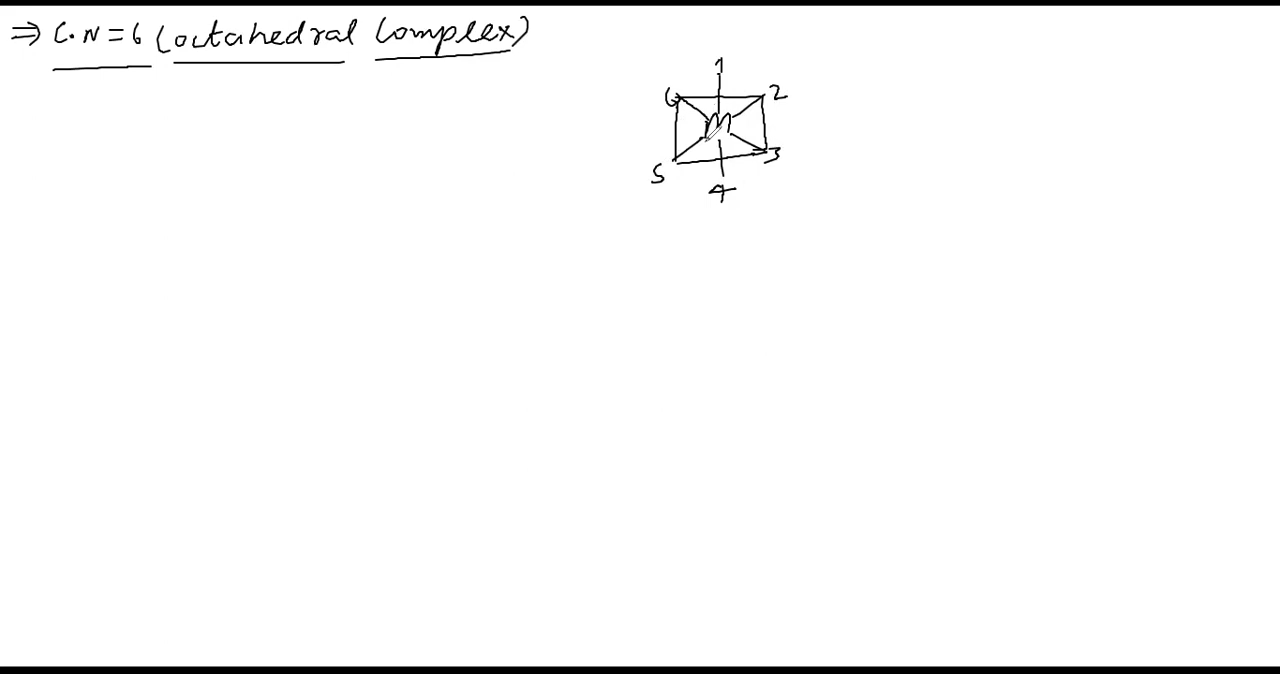 ⇒ C.N = 6 (octahedral Complex)
1
6 2
M
5 3
4